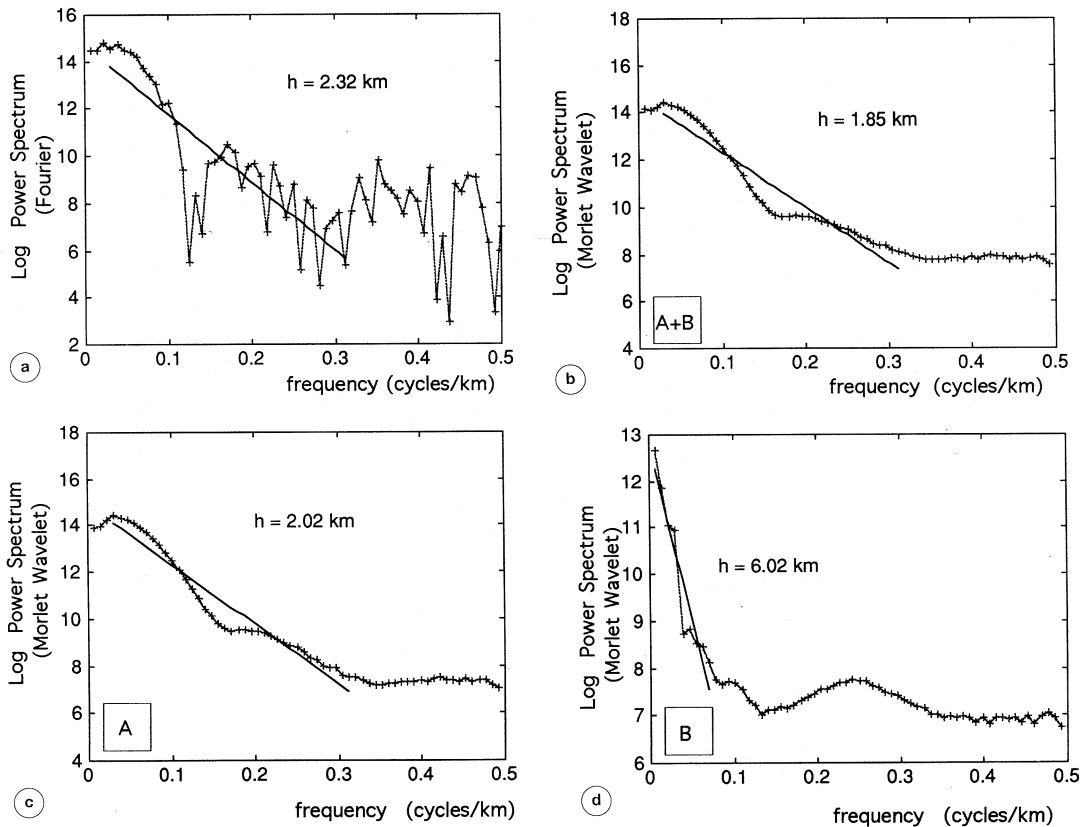 16
14
12
10
8
6
4
2
Log Power Spectrum
(Fourier)
h = 2.32 km
0 0.1 0.2 0.3 0.4 0.5
frequency (cycles/km)
a
18
16
14
12
10
8
6
4
Log Power Spectrum
(Morlet Wavelet)
h = 1.85 km
A+B
0 0.1 0.2 0.3 0.4 0.5
frequency (cycles/km)
b
18
16
14
12
10
8
6
4
Log Power Spectrum
(Morlet Wavelet)
h = 2.02 km
A
0 0.1 0.2 0.3 0.4 0.5
frequency (cycles/km)
c
13
12
11
10
9
8
7
6
Log Power Spectrum
(Morlet Wavelet)
h = 6.02 km
B
0 0.1 0.2 0.3 0.4 0.5
frequency (cycles/km)
d